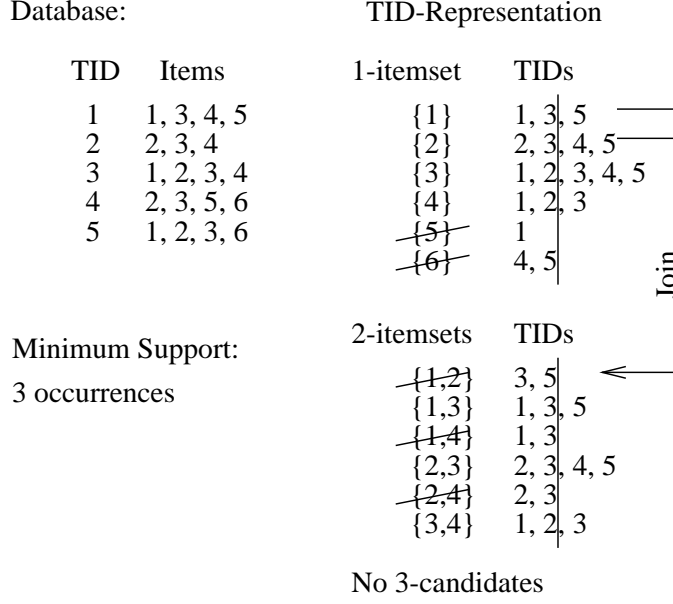 Database:
TID Items
1 1, 3, 4, 5
2 2, 3, 4
3 1, 2, 3, 4
4 2, 3, 5, 6
5 1, 2, 3, 6
Minimum Support:
3 occurrences
TID-Representation
1-itemset TIDs
{1} 1, 3, 5
{2} 2, 3, 4, 5
{3} 1, 2, 3, 4, 5
{4} 1, 2, 3
{5} 1
{6} 4, 5
Join
2-itemsets TIDs
{1,2} 3, 5
{1,3} 1, 3, 5
{1,4} 1, 3
{2,3} 2, 3, 4, 5
{2,4} 2, 3
{3,4} 1, 2, 3
No 3-candidates